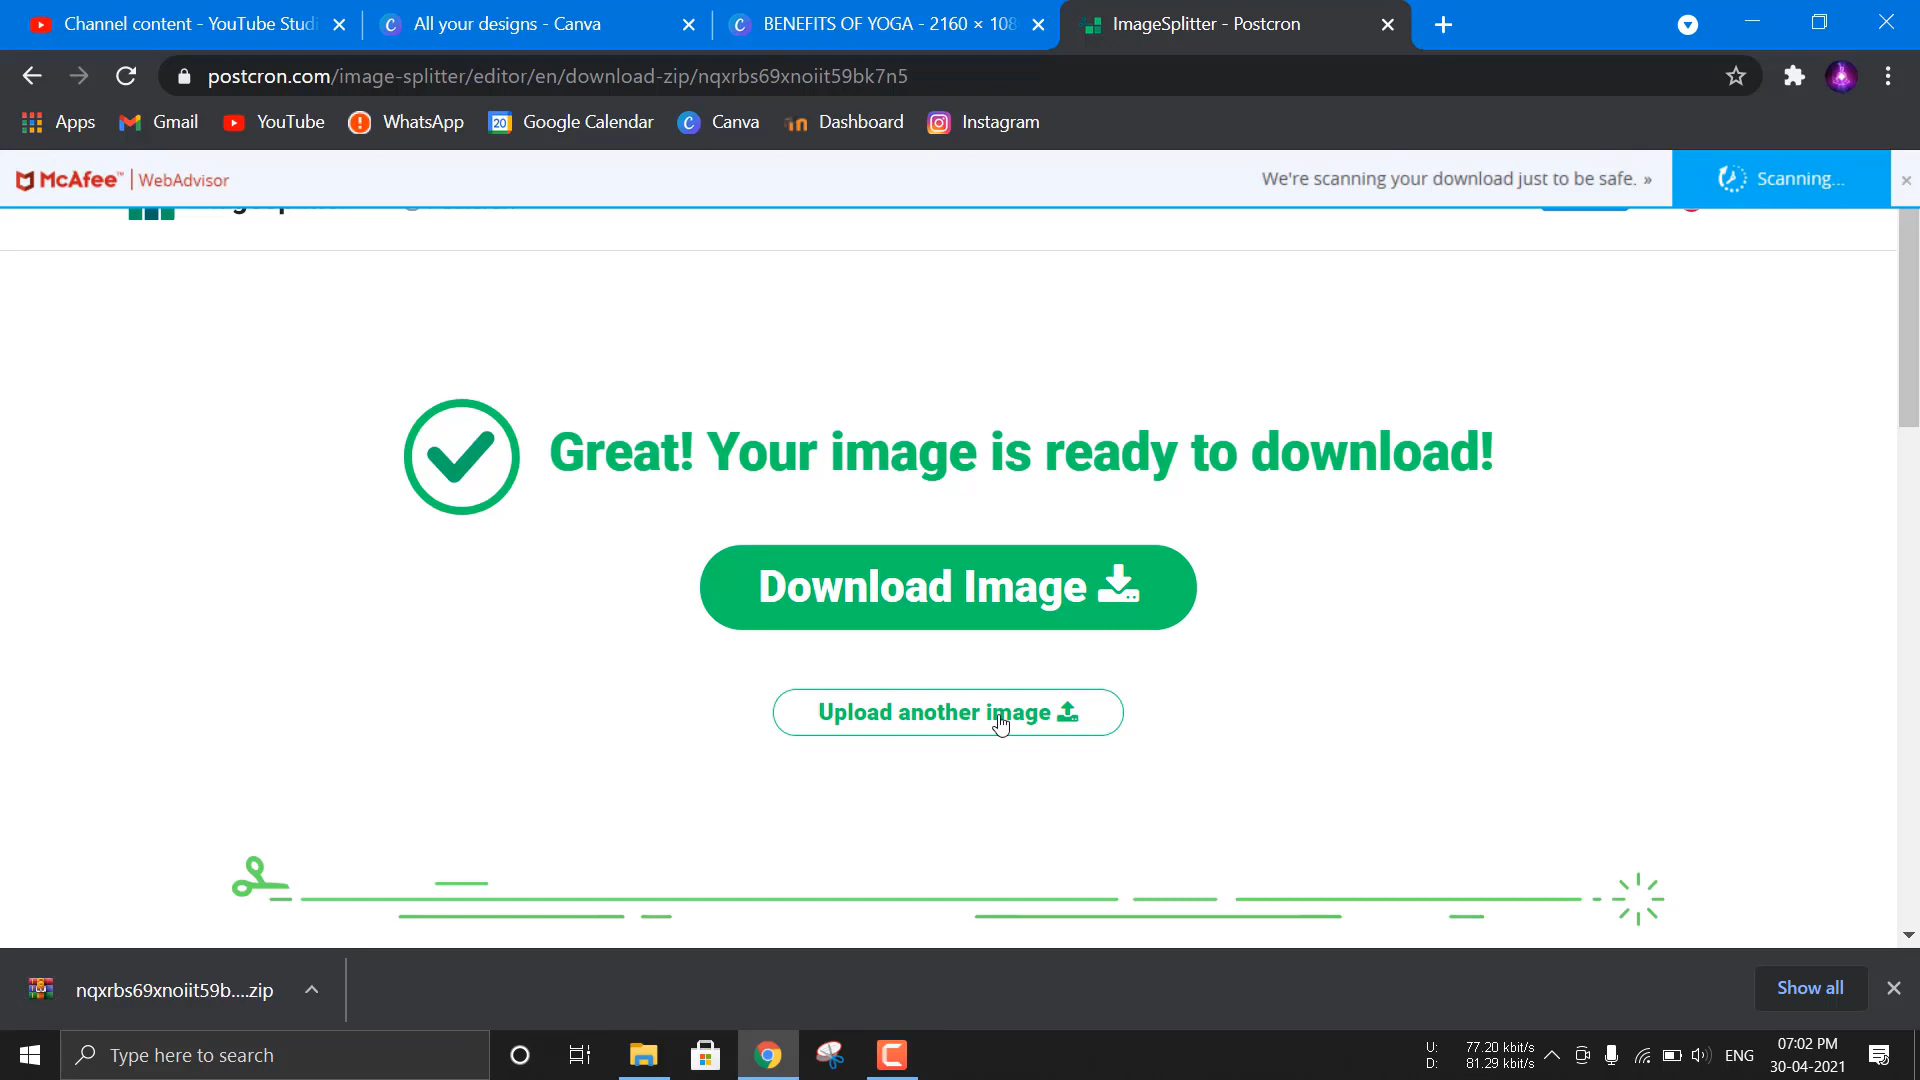 Channel content - YouTube Studi
All your designs - Canva
BENEFITS OF YOGA - 2160 × 108
ImageSplitter - Postcron
postcron.com/image-splitter/editor/en/download-zip/nqxrbs69xnoiit59bk7n5
Apps
Gmail
YouTube
WhatsApp
20
Google Calendar
Canva
Dashboard
Instagram
McAfee™ | WebAdvisor
We're scanning your download just to be safe. »
Scanning...
Great! Your image is ready to download!
Download Image
Upload another image
nqxrbs69xnoiit59b....zip
Show all
Type here to search
U: 77.20 kbit/s
D: 81.29 kbit/s
ENG
07:02 PM
30-04-2021